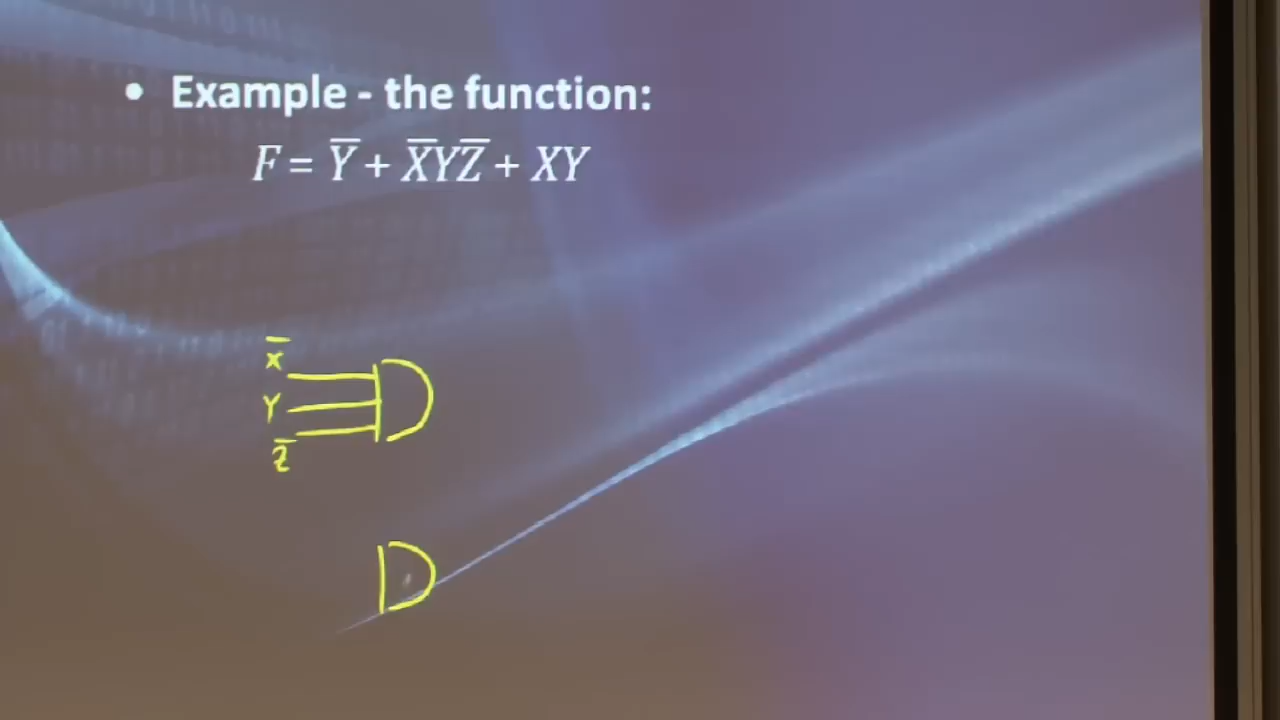 • Example - the function:
F = Y̅ + X̅YZ̅ + XY
X̅
Y
Z̅